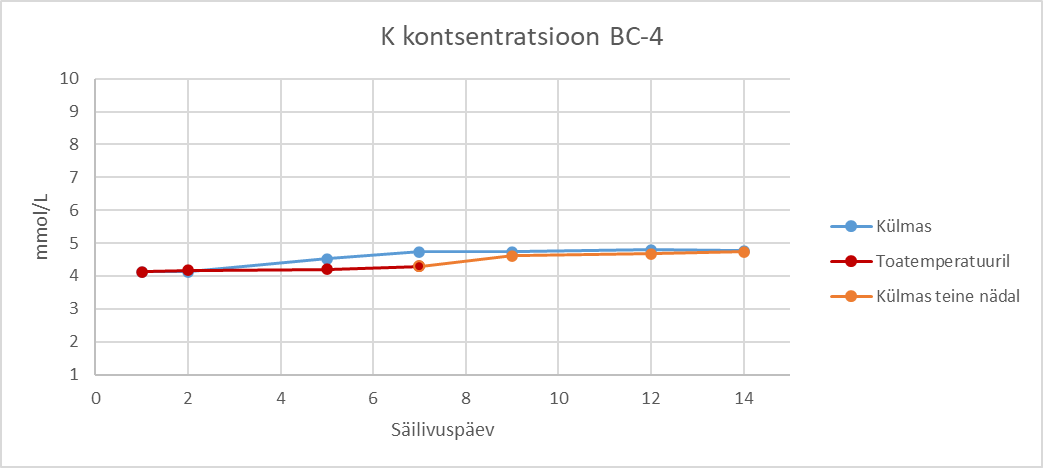 K kontsentratsioon BC-4
10
9
8
7
6
5
4
3
2
1
mmol/L
0 2 4 6 8 10 12 14
Säilivuspäev
Külmas
Toatemperatuuril
Külmas teine nädal